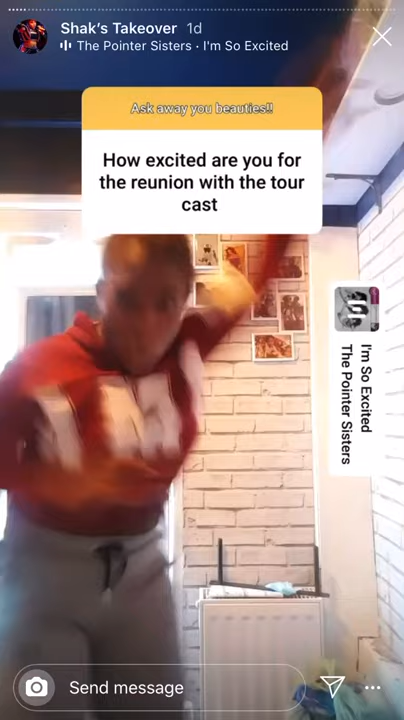 Shak's Takeover 1d
The Pointer Sisters · I'm So Excited
Ask away you beauties!!
How excited are you for
the reunion with the tour
cast
I'm So Excited
The Pointer Sisters
Send message